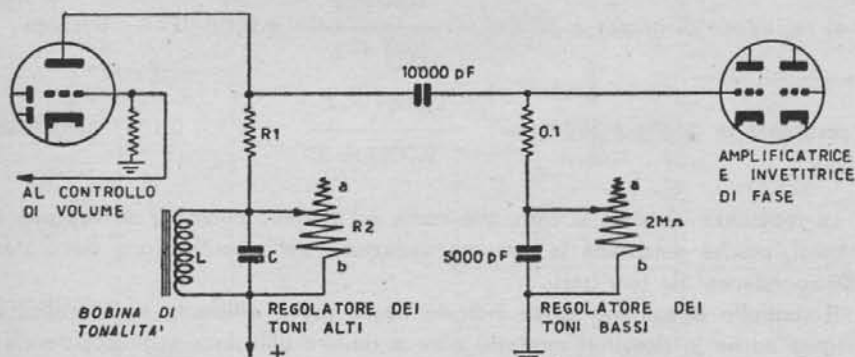 10000 pF
R1
0.1
AL CONTROLLO
DI VOLUME
AMPLIFICATRICE
E INVETITRICE
DI FASE
a
R2
b
L
C
a
2MΩ
b
5000 pF
BOBINA DI
TONALITA'
REGOLATORE DEI
TONI ALTI
REGOLATORE DEI
TONI BASSI
+